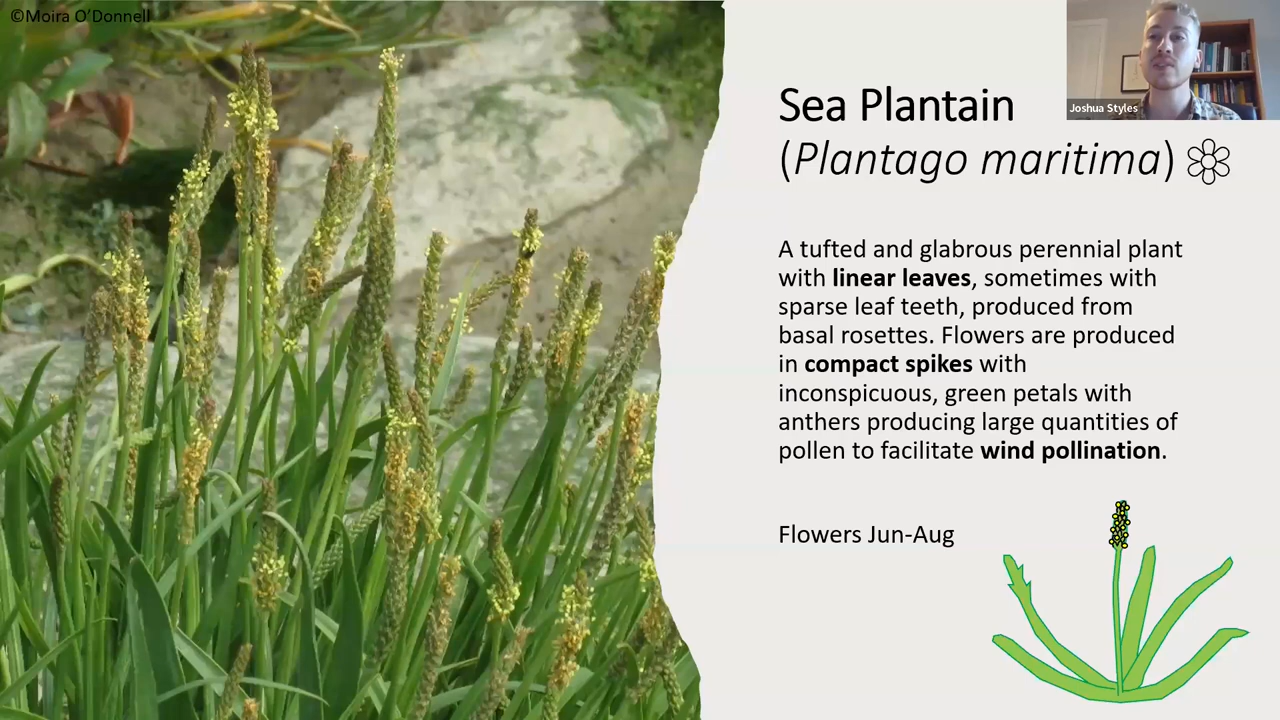 ©Moira O’Donnell
Joshua Styles
Sea Plantain
(Plantago maritima)
A tufted and glabrous perennial plant
with linear leaves, sometimes with
sparse leaf teeth, produced from
basal rosettes. Flowers are produced
in compact spikes with
inconspicuous, green petals with
anthers producing large quantities of
pollen to facilitate wind pollination.
Flowers Jun-Aug